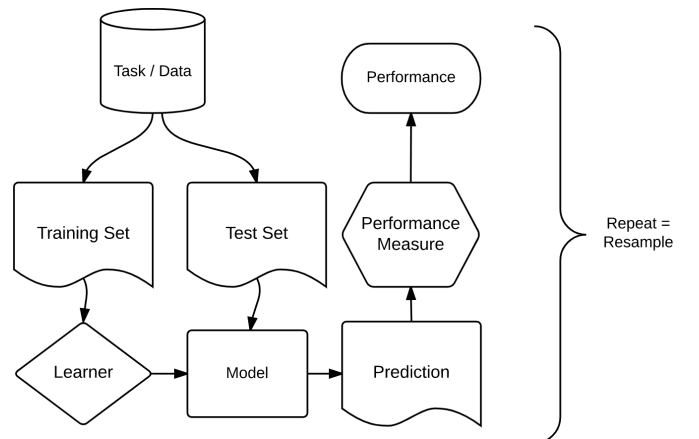 Task / Data
Performance
Training Set
Test Set
Performance
Measure
Repeat =
Resample
Learner
Model
Prediction